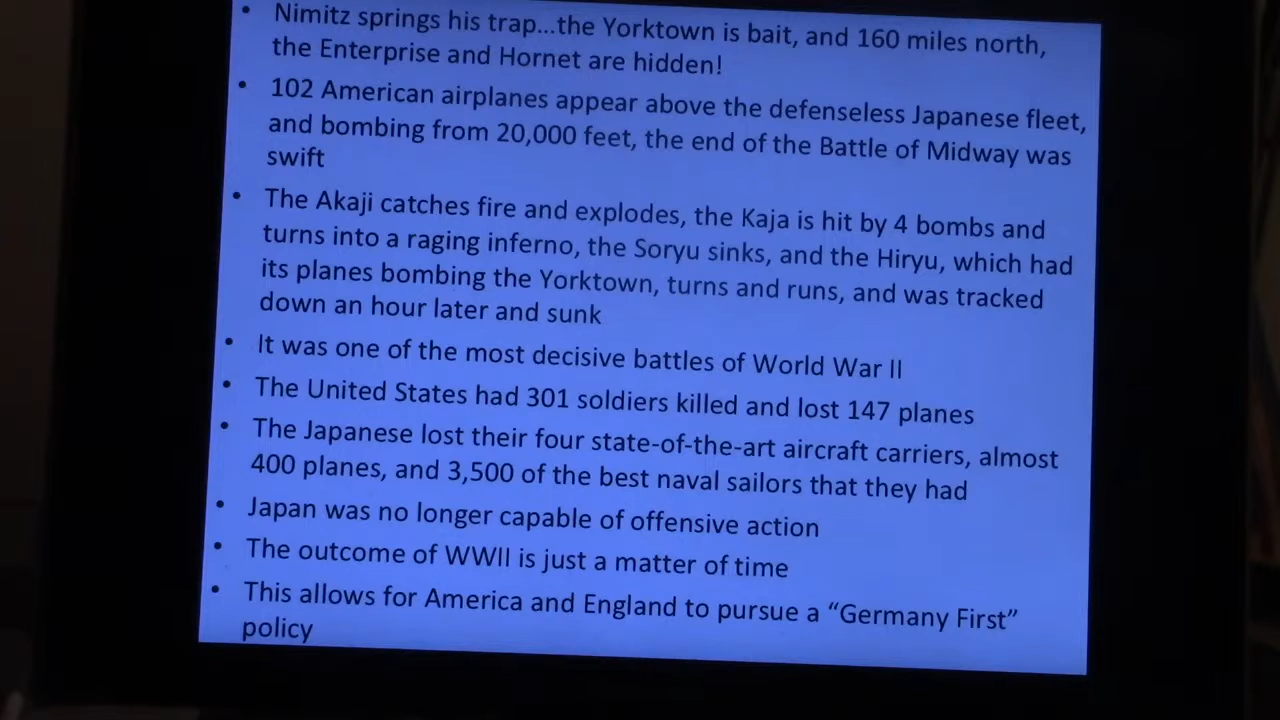 • Nimitz springs his trap...the Yorktown is bait, and 160 miles north,
the Enterprise and Hornet are hidden!
• 102 American airplanes appear above the defenseless Japanese fleet,
and bombing from 20,000 feet, the end of the Battle of Midway was
swift
• The Akaji catches fire and explodes, the Kaja is hit by 4 bombs and
turns into a raging inferno, the Soryu sinks, and the Hiryu, which had
its planes bombing the Yorktown, turns and runs, and was tracked
down an hour later and sunk
• It was one of the most decisive battles of World War II
• The United States had 301 soldiers killed and lost 147 planes
• The Japanese lost their four state-of-the-art aircraft carriers, almost
400 planes, and 3,500 of the best naval sailors that they had
• Japan was no longer capable of offensive action
• The outcome of WWII is just a matter of time
• This allows for America and England to pursue a “Germany First”
policy